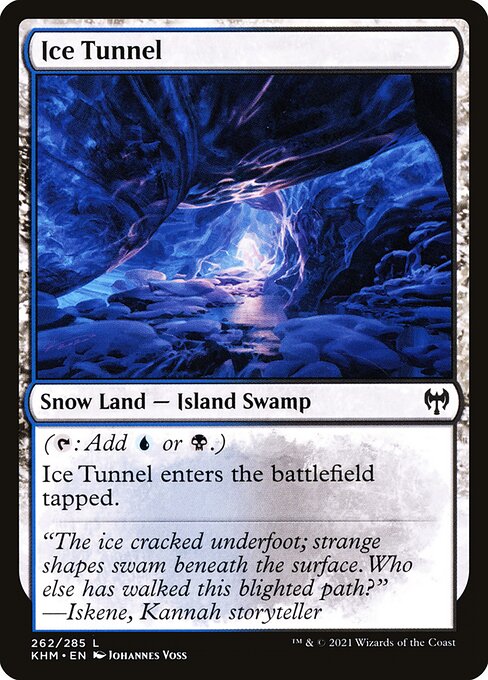 Ice Tunnel
Snow Land — Island Swamp
( : Add  or .)
Ice Tunnel enters the battlefield
tapped.
“The ice cracked underfoot; strange
shapes swam beneath the surface. Who
else has walked this blighted path?”
—Iskene, Kannah storyteller
262/285 L
KHM • EN Johannes Voss
™ & © 2021 Wizards of the Coast